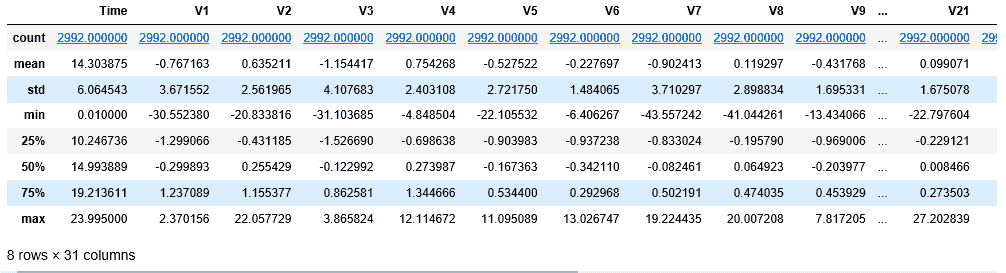 Time V1 V2 V3 V4 V5 V6 V7 V8 V9 ... V21
count 2992.000000 2992.000000 2992.000000 2992.000000 2992.000000 2992.000000 2992.000000 2992.000000 2992.000000 2992.000000 ... 2992.000000 299
mean 14.303875 -0.767163 0.635211 -1.154417 0.754268 -0.527522 -0.227697 -0.902413 0.119297 -0.431768 ... 0.099071
std 6.064543 3.671552 2.561965 4.107683 2.403108 2.721750 1.484065 3.710297 2.898834 1.695331 ... 1.675078
min 0.010000 -30.552380 -20.833816 -31.103685 -4.848504 -22.105532 -6.406267 -43.557242 -41.044261 -13.434066 ... -22.797604
25% 10.246736 -1.299066 -0.431185 -1.526690 -0.698638 -0.903983 -0.937238 -0.833024 -0.195790 -0.969006 ... -0.229121
50% 14.993889 -0.299893 0.255429 -0.122992 0.273987 -0.167363 -0.342110 -0.082461 0.064923 -0.203977 ... 0.008466
75% 19.213611 1.237089 1.155377 0.862581 1.344666 0.534400 0.292968 0.502191 0.474035 0.453929 ... 0.273503
max 23.995000 2.370156 22.057729 3.865824 12.114672 11.095089 13.026747 19.224435 20.007208 7.817205 ... 27.202839
8 rows × 31 columns